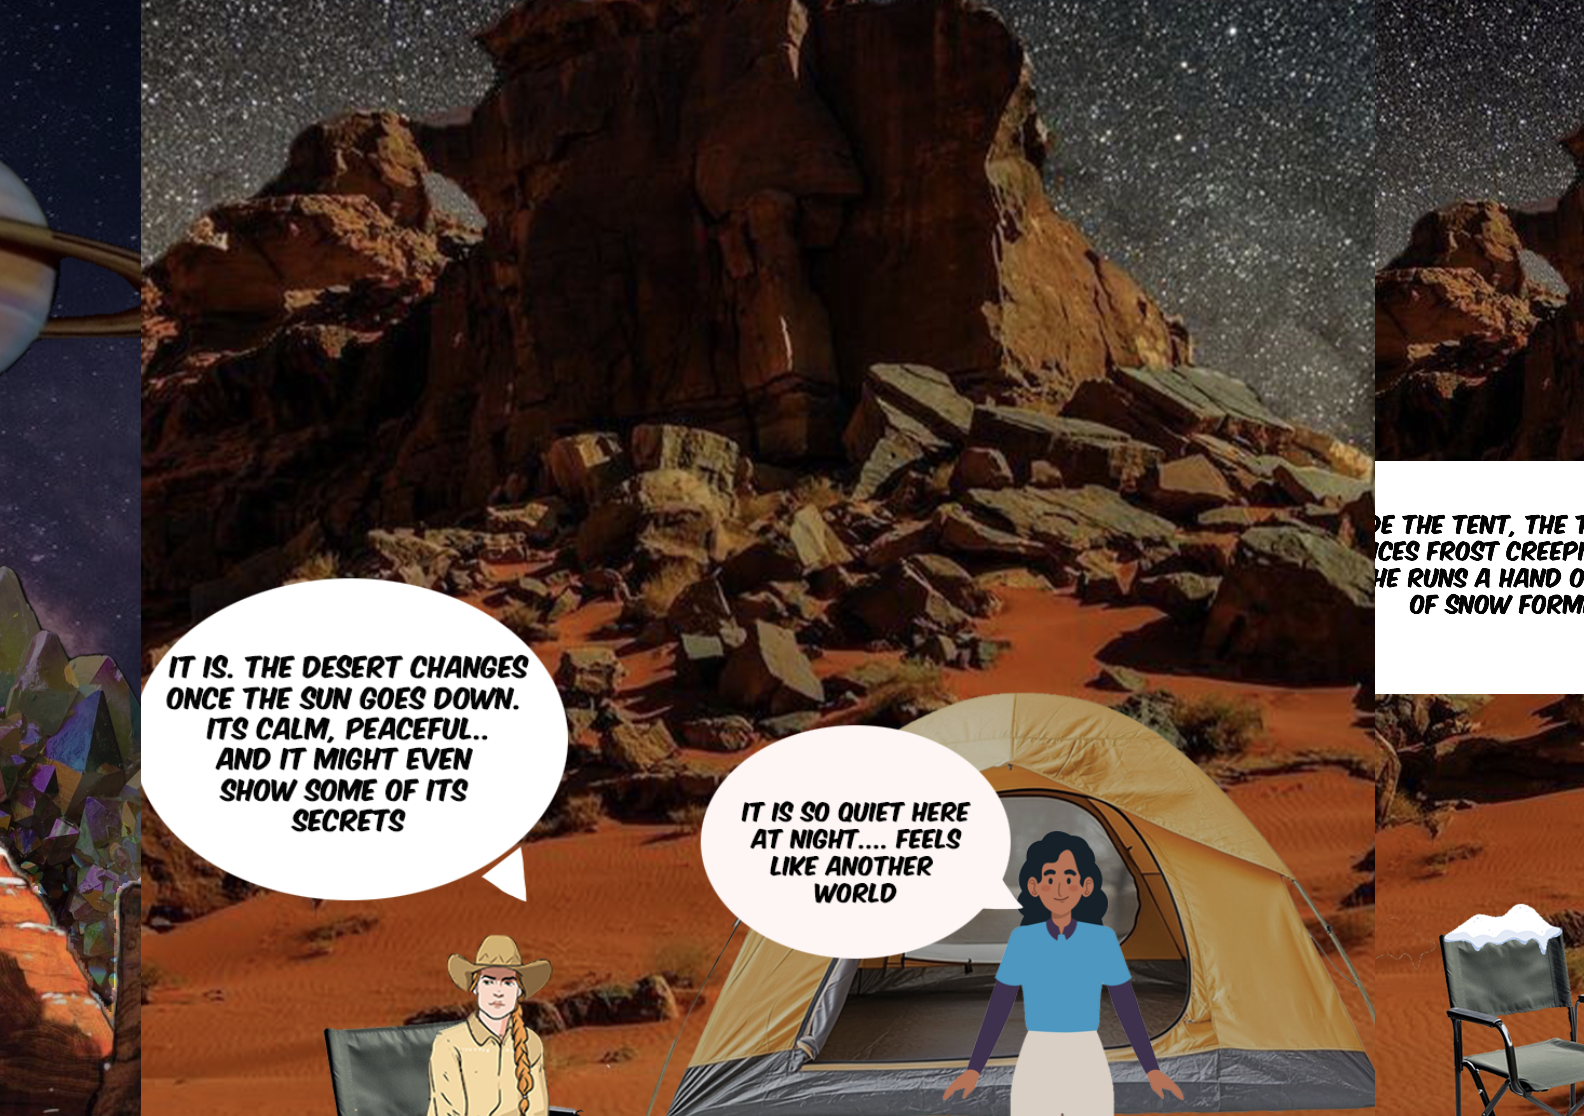 IT IS. THE DESERT CHANGES
ONCE THE SUN GOES DOWN.
ITS CALM, PEACEFUL..
AND IT MIGHT EVEN
SHOW SOME OF ITS
SECRETS
IT IS SO QUIET HERE
AT NIGHT.... FEELS
LIKE ANOTHER
WORLD
THE TENT, THE
FROST
HE RUNS A HAND
OF SNOW